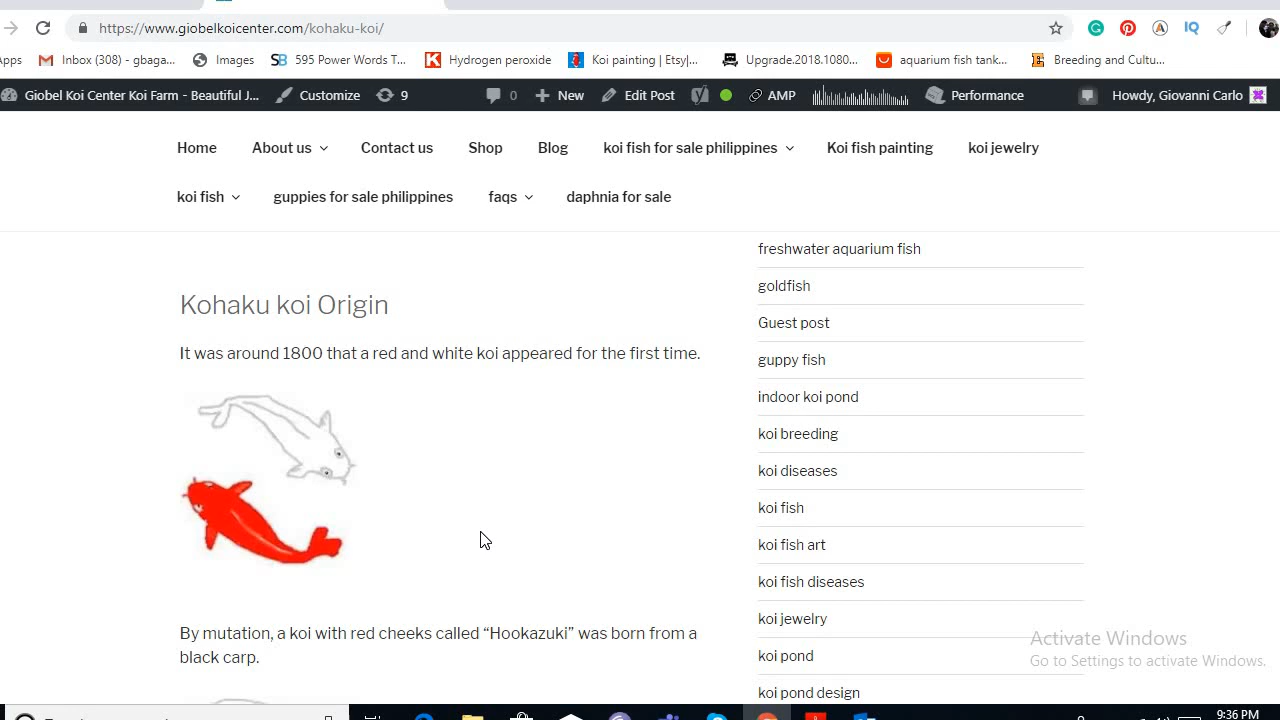 https://www.giobelkoicenter.com/kohaku-koi/
Apps
Inbox (308) - gbaga...
Images
595 Power Words T...
Hydrogen peroxide
Koi painting | Etsy|...
Upgrade.2018.1080...
aquarium fish tank...
Breeding and Cultu...
Giobel Koi Center Koi Farm - Beautiful J...
Customize
9
0
New
Edit Post
AMP
Performance
Howdy, Giovanni Carlo
Home
About us
Contact us
Shop
Blog
koi fish for sale philippines
Koi fish painting
koi jewelry
koi fish
guppies for sale philippines
faqs
daphnia for sale
Kohaku koi Origin
It was around 1800 that a red and white koi appeared for the first time.
By mutation, a koi with red cheeks called “Hookazuki” was born from a
black carp.
freshwater aquarium fish
goldfish
Guest post
guppy fish
indoor koi pond
koi breeding
koi diseases
koi fish
koi fish art
koi fish diseases
koi jewelry
koi pond
koi pond design
Activate Windows
Go to Settings to activate Windows.
9:36 PM